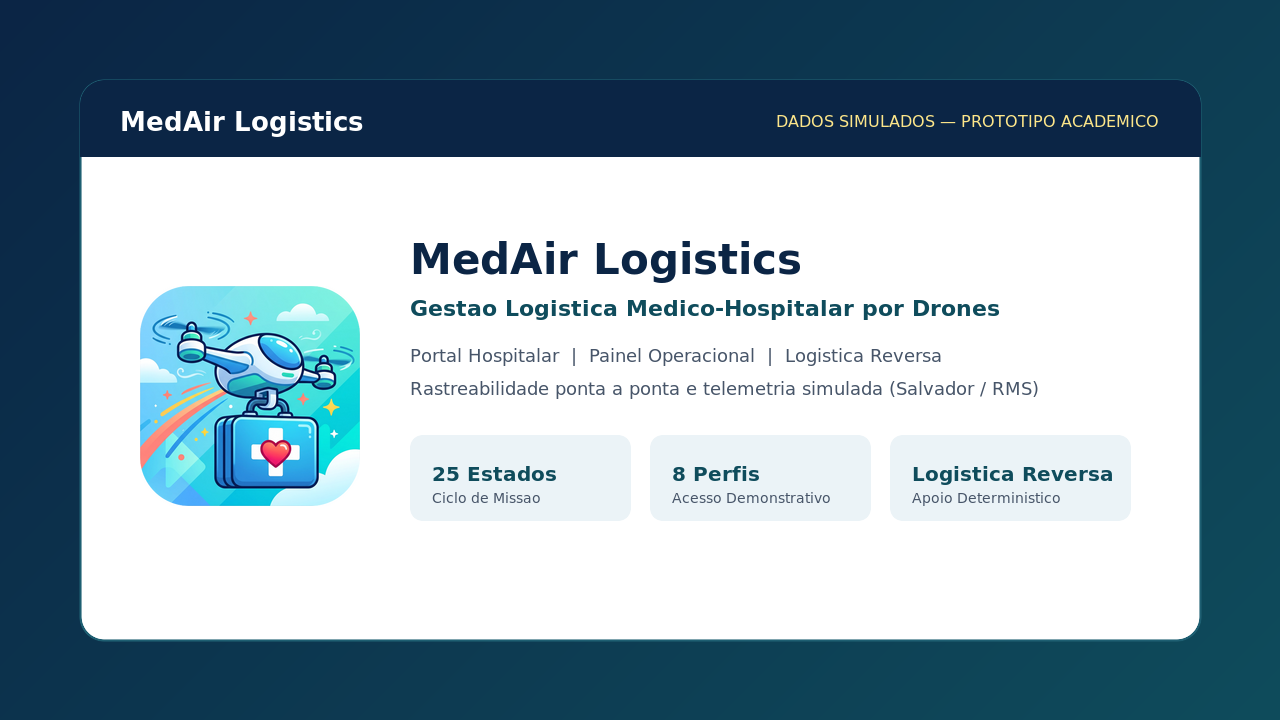 MedAir Logistics
DADOS SIMULADOS — PROTOTIPO ACADEMICO
MedAir Logistics
Gestao Logistica Medico-Hospitalar por Drones
Portal Hospitalar | Painel Operacional | Logistica Reversa
Rastreabilidade ponta a ponta e telemetria simulada (Salvador / RMS)
25 Estados
Ciclo de Missao
8 Perfis
Acesso Demonstrativo
Logistica Reversa
Apoio Deterministico